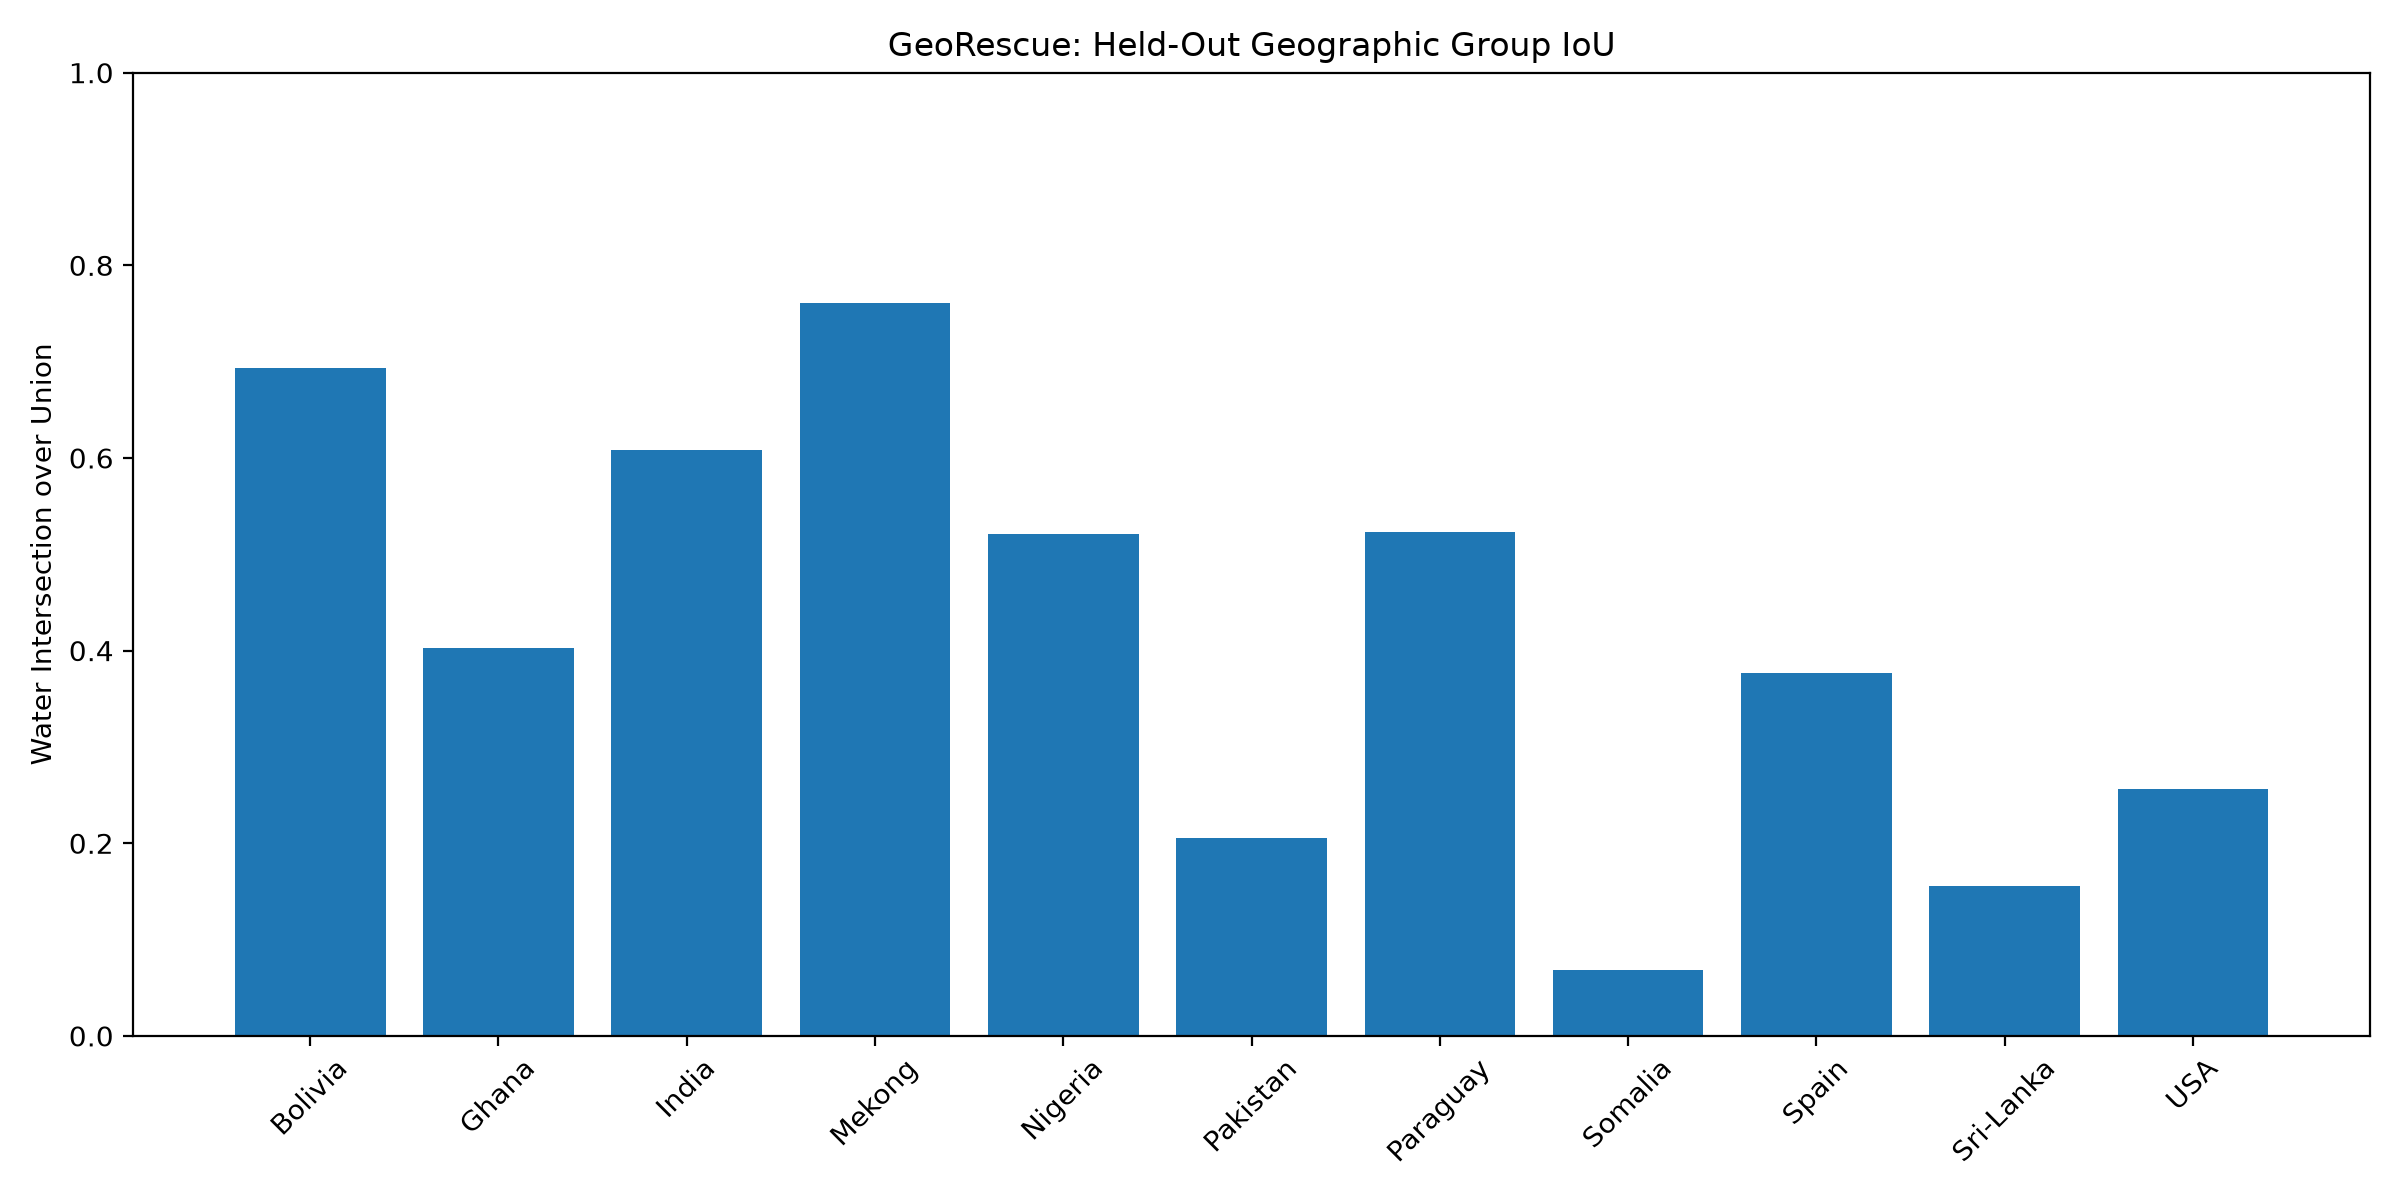 GeoRescue: Held-Out Geographic Group IoU
Water Intersection over Union
1.0
0.8
0.6
0.4
0.2
0.0
Bolivia
Ghana
India
Mekong
Nigeria
Pakistan
Paraguay
Somalia
Spain
Sri-Lanka
USA